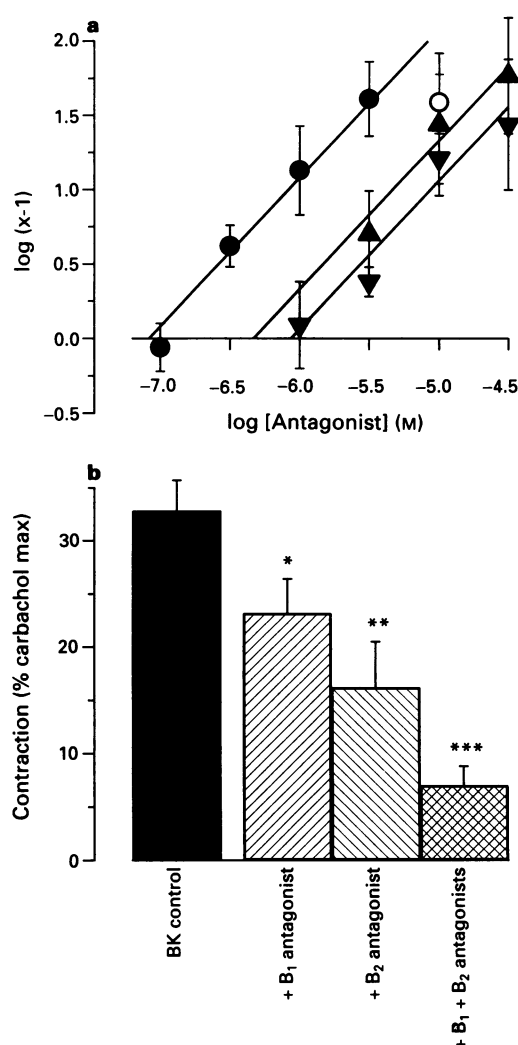 a
2.0
1.5
1.0
0.5
0.0
−0.5
log (x-1)
−7.0 −6.5 −6.0 −5.5 −5.0 −4.5
log [Antagonist] (M)
b
30
20
10
0
Contraction (% carbachol max)
*
**
***
BK control
+ B₁ antagonist
+ B₂ antagonist
+ B₁ + B₂ antagonists